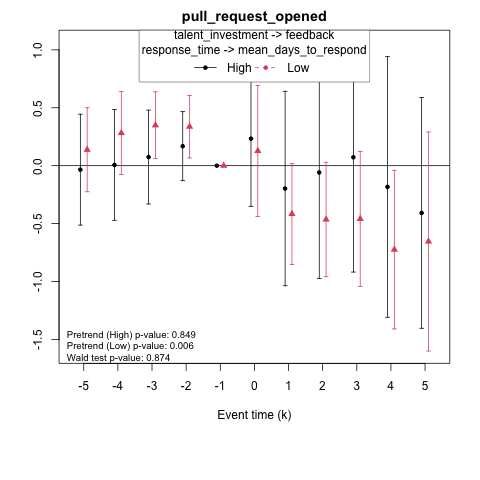 pull_request_opened
talent_investment -> feedback
response_time -> mean_days_to_respond
High Low
1.0
0.5
0.0
-0.5
-1.0
-1.5
Pretrend (High) p-value: 0.849
Pretrend (Low) p-value: 0.006
Wald test p-value: 0.874
-5 -4 -3 -2 -1 0 1 2 3 4 5
Event time (k)